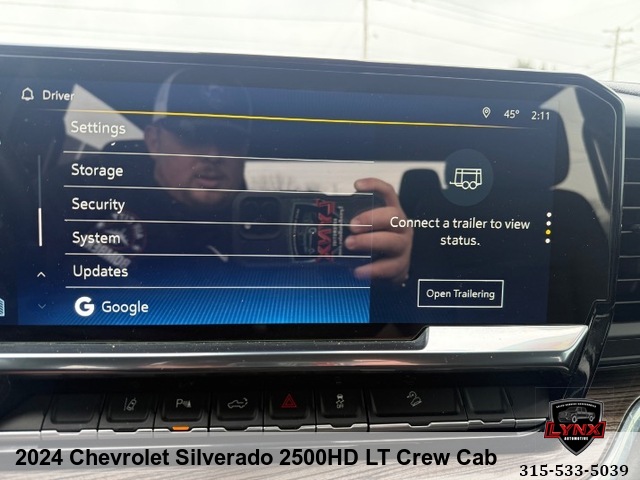 Driver
45° 2:11
Settings
Storage
Security
System
Updates
Google
Connect a trailer to view
status.
Open Trailering
LYNX
AUTOMOTIVE
2024 Chevrolet Silverado 2500HD LT Crew Cab
315-533-5039